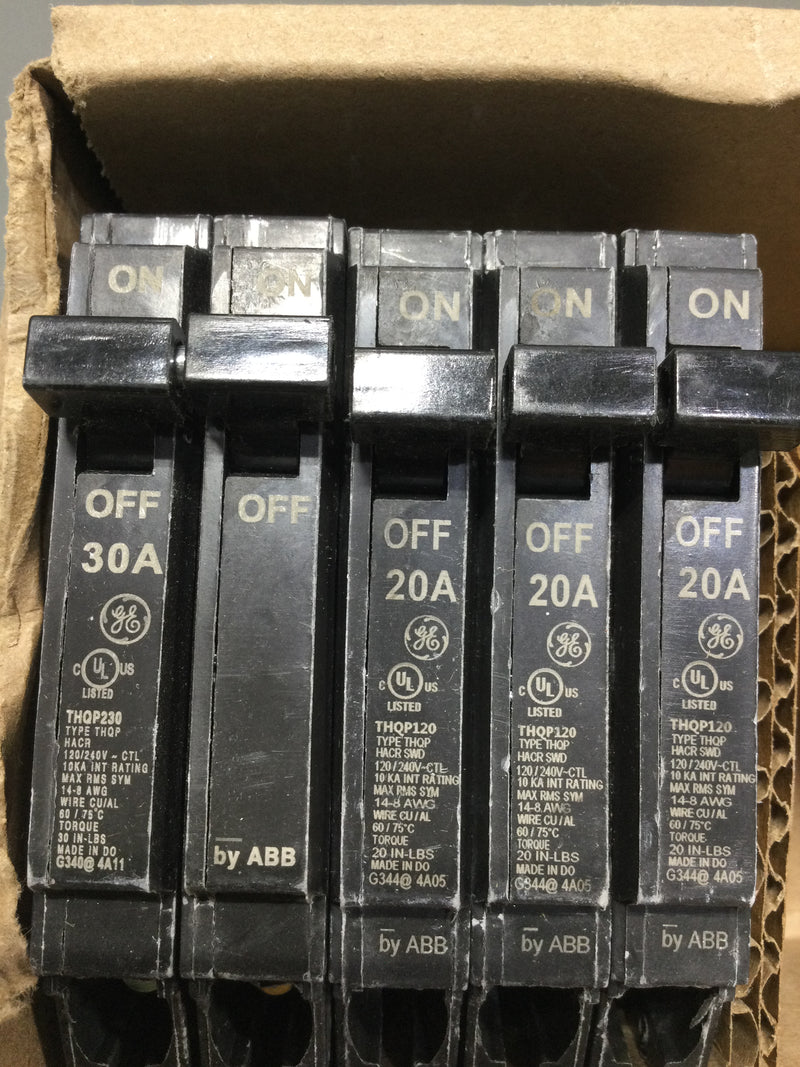 ON
OFF
30A
GE
C UL US
LISTED
THQP230
TYPE THQP
HACR
120/240V ~ CTL
10KA INT RATING
MAX RMS SYM
14-8 AWG
WIRE CU/AL
60 / 75°C
TORQUE
30 IN-LBS
MADE IN DO
G340@ 4A11
ON
OFF
by ABB
ON
OFF
20A
GE
C UL US
LISTED
THQP120
TYPE THQP
HACR SWD
120 / 240V~CTL
10 KA INT RATING
MAX RMS SYM
14-8 AWG
WIRE CU / AL
60 / 75°C
TORQUE
20 IN-LBS
MADE IN DO
G344@ 4A05
by ABB
ON
OFF
20A
GE
C UL US
LISTED
THQP120
TYPE THQP
HACR SWD
120 / 240V~CTL
10 KA INT RATING
MAX RMS SYM
14-8 AWG
WIRE CU / AL
60 / 75°C
TORQUE
20 IN-LBS
MADE IN DO
G344@ 4A05
by ABB
ON
OFF
20A
GE
C UL US
LISTED
THQP120
TYPE THQP
HACR SWD
120 / 240V~CTL
10 KA INT RATING
MAX RMS SYM
14-8 AWG
WIRE CU / AL
60 / 75°C
TORQUE
20 IN-LBS
MADE IN DO
G344@ 4A05
by ABB